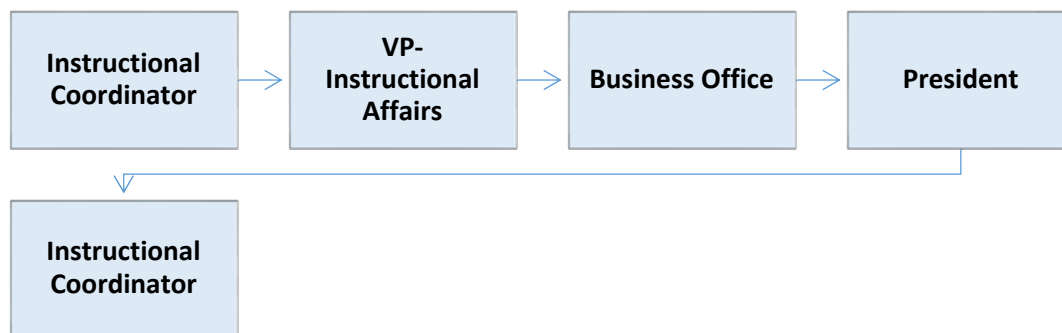 Instructional
Coordinator
VP-
Instructional
Affairs
Business Office
President
Instructional
Coordinator